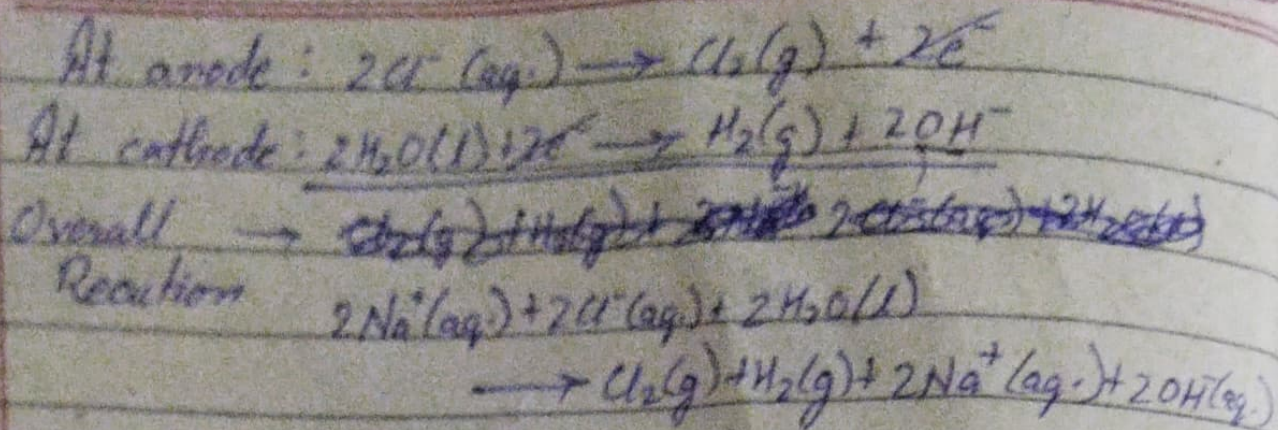 At anode: 2Cl⁻ (aq.) → Cl₂(g) + 2e⁻
At cathode: 2H₂O(l) + 2e⁻ → H₂(g) + 2OH⁻
Overall →
Reaction
2Na⁺(aq.) + 2Cl⁻(aq.) + 2H₂O(l)
→ Cl₂(g) + H₂(g) + 2Na⁺(aq.) + 2OH⁻(aq.)